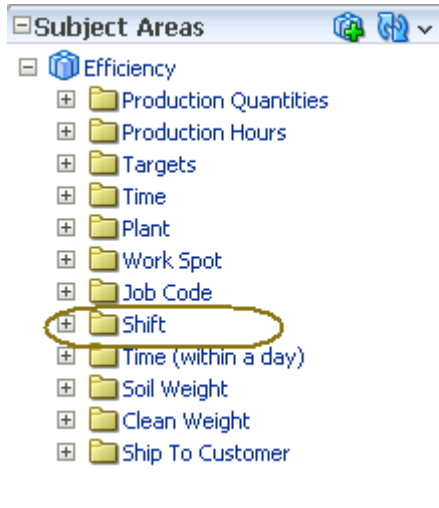 Subject Areas
Efficiency
Production Quantities
Production Hours
Targets
Time
Plant
Work Spot
Job Code
Shift
Time (within a day)
Soil Weight
Clean Weight
Ship To Customer